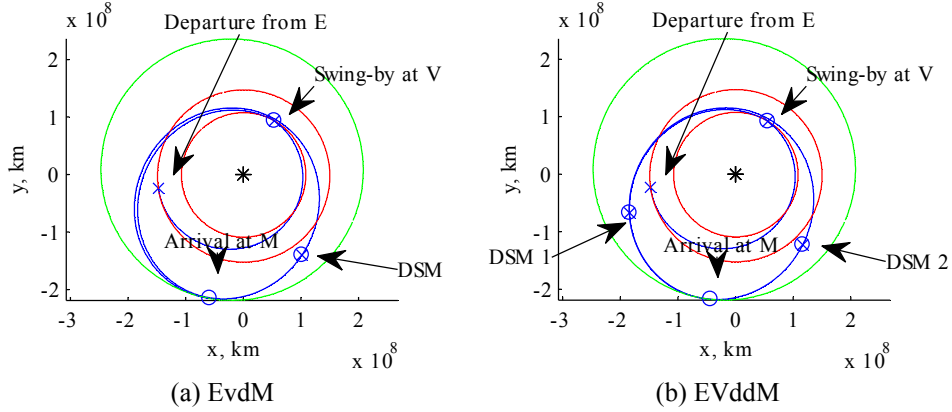 x 10^8
Departure from E
Swing-by at V
2
1
0
-1
-2
y, km
Arrival at M
DSM
-3 -2 -1 0 1 2
x, km
x 10^8
(a) EvdM
x 10^8
Departure from E
Swing-by at V
2
1
0
-1
-2
y, km
DSM 1
Arrival at M
DSM 2
-3 -2 -1 0 1 2
x, km
x 10^8
(b) EVddM